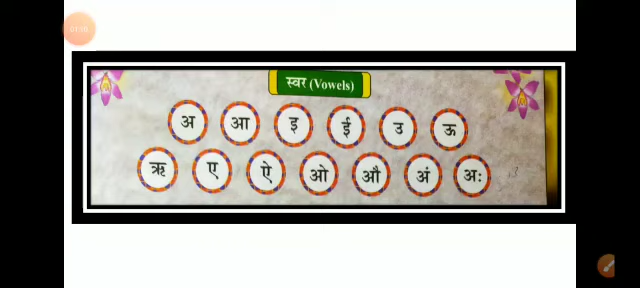 स्वर (Vowels)
अ आ इ ई उ ऊ
ऋ ए ऐ ओ औ अं अः